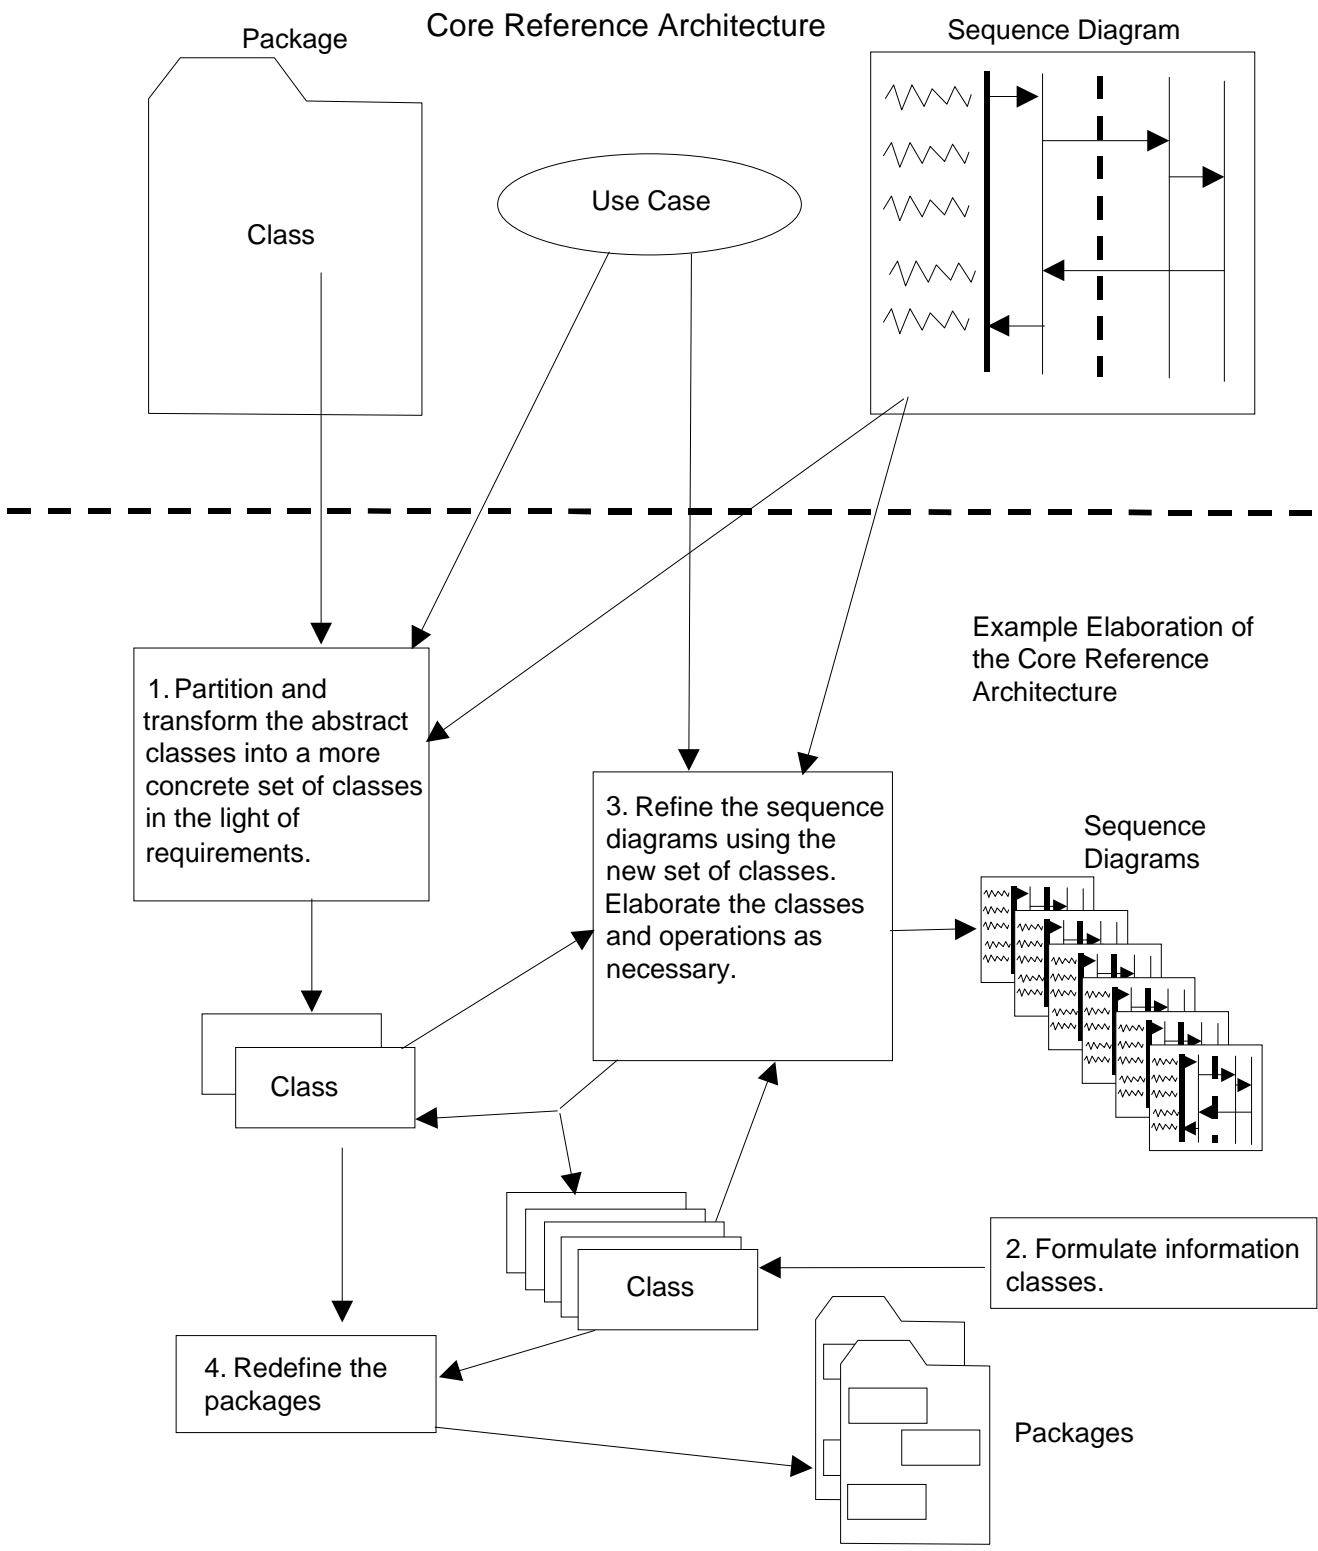 Core Reference Architecture
Package
Sequence Diagram
Use Case
Class
Example Elaboration of
the Core Reference
Architecture
1. Partition and
transform the abstract
classes into a more
concrete set of classes
in the light of
requirements.
3. Refine the sequence
diagrams using the
new set of classes.
Elaborate the classes
and operations as
necessary.
Sequence
Diagrams
Class
2. Formulate information
classes.
Class
4. Redefine the
packages
Packages